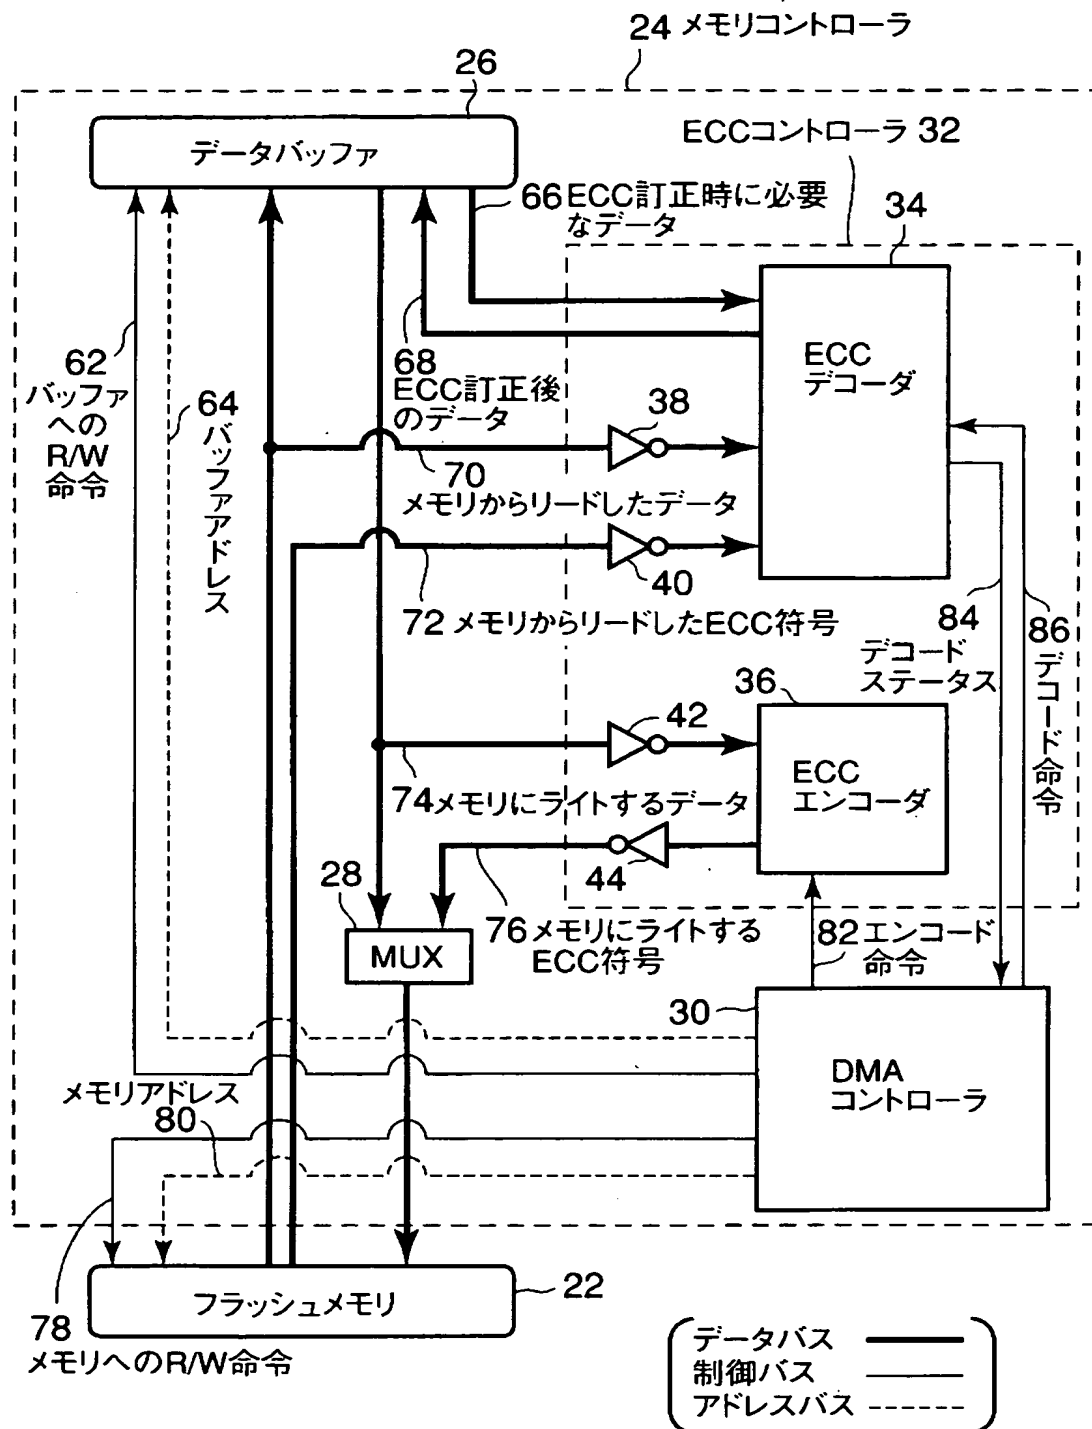 24 メモリコントローラ
26
データバッファ
ECCコントローラ 32
66 ECC訂正時に必要
なデータ
34
ECC
デコーダ
62
バッファ
への
R/W
命令
64
バッファアドレス
68
ECC訂正後
のデータ
38
70
メモリからリードしたデータ
40
72 メモリからリードしたECC符号
84
デコード
ステータス
86
デコード命令
36
42
ECC
エンコーダ
74 メモリにライトするデータ
44
28
MUX
76 メモリにライトする
ECC符号
82 エンコード
命令
30
DMA
コントローラ
メモリアドレス
80
フラッシュメモリ
22
78
メモリへのR/W命令
データバス
制御バス
アドレスバス